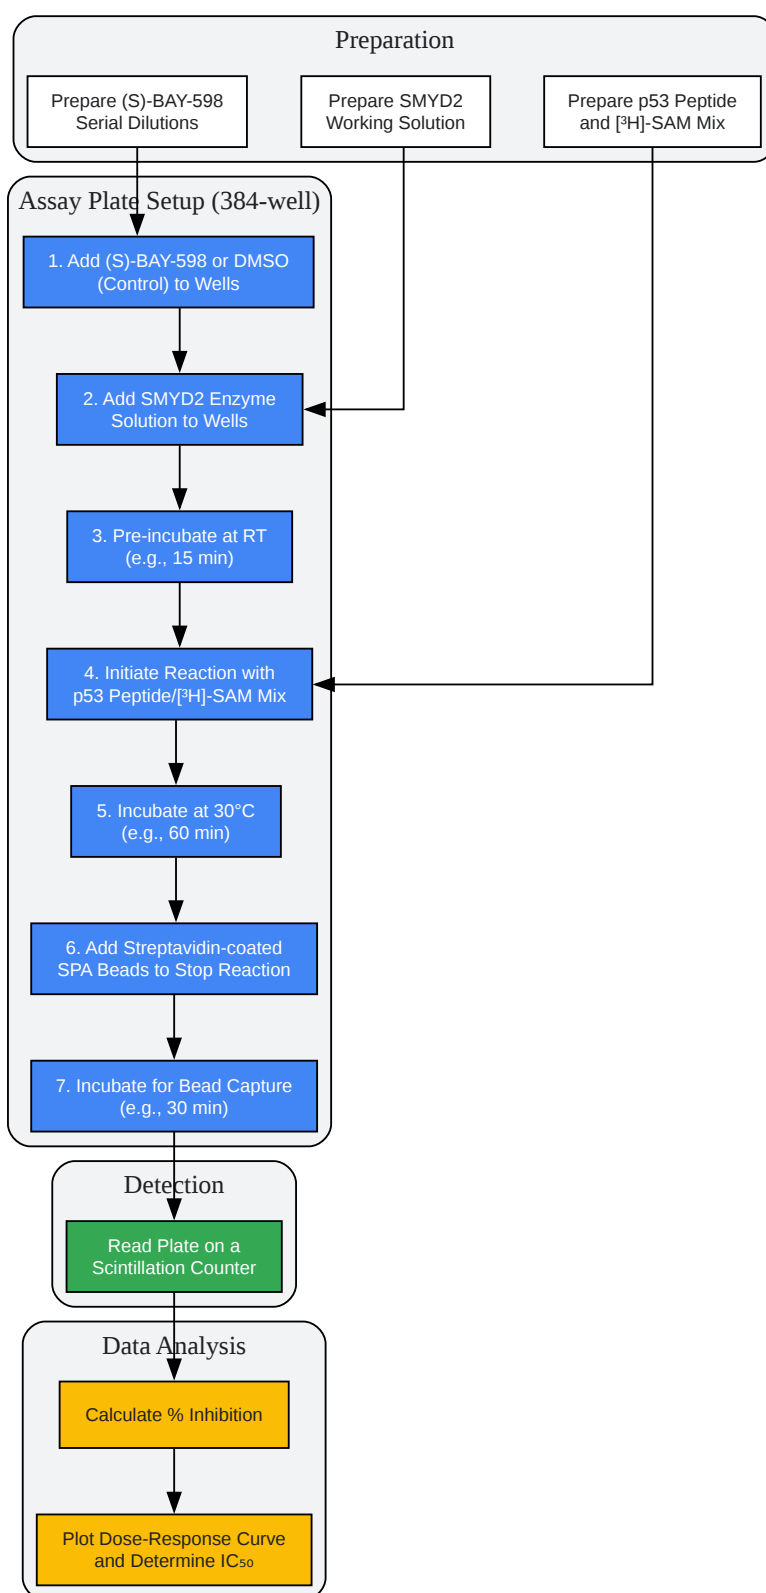 Preparation
Prepare (S)-BAY-598
Serial Dilutions
Prepare SMYD2
Working Solution
Prepare p53 Peptide
and [³H]-SAM Mix
Assay Plate Setup (384-well)
1. Add (S)-BAY-598 or DMSO
(Control) to Wells
2. Add SMYD2 Enzyme
Solution to Wells
3. Pre-incubate at RT
(e.g., 15 min)
4. Initiate Reaction with
p53 Peptide/[³H]-SAM Mix
5. Incubate at 30°C
(e.g., 60 min)
6. Add Streptavidin-coated
SPA Beads to Stop Reaction
7. Incubate for Bead Capture
(e.g., 30 min)
Detection
Read Plate on a
Scintillation Counter
Data Analysis
Calculate % Inhibition
Plot Dose-Response Curve
and Determine IC₅₀